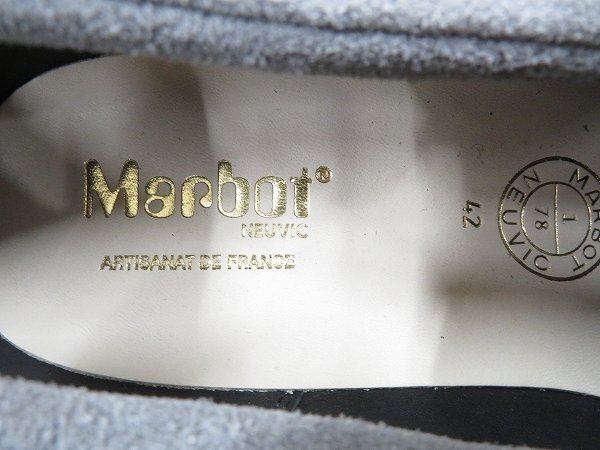 Marbot®
NEUVIC
ARTISANAT DE FRANCE
42
MARBOT
1
78
NEUVIC